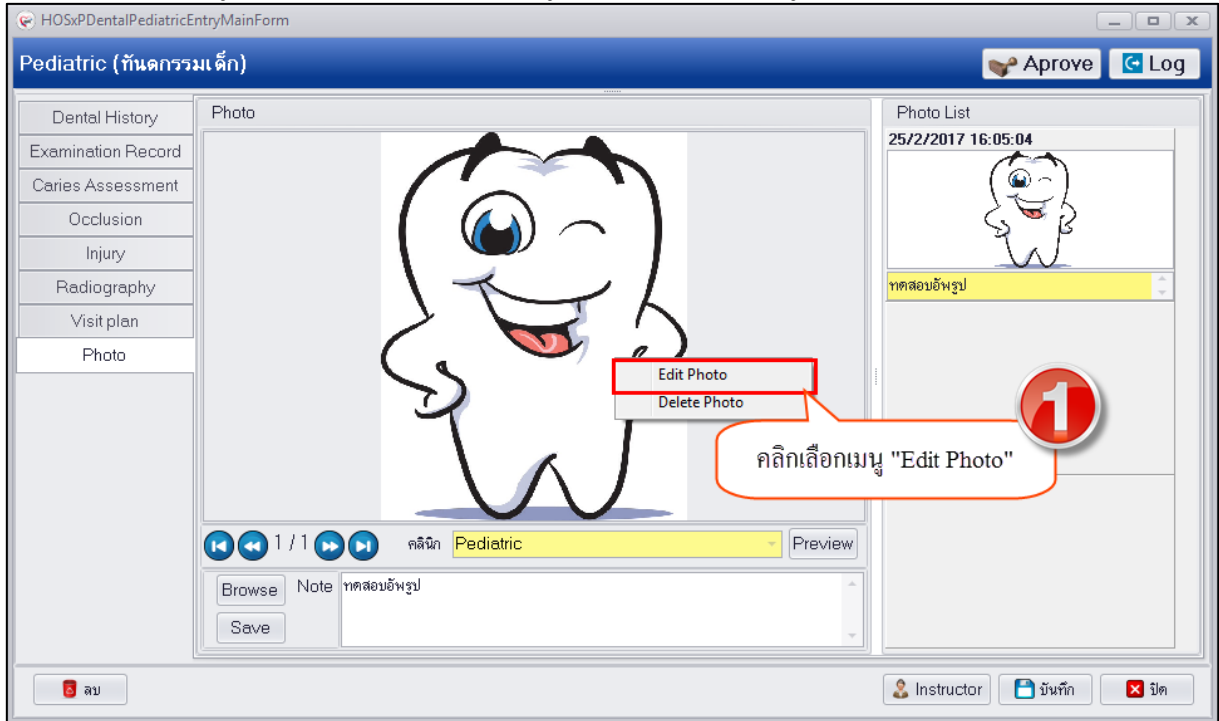 HOSxPDentalPediatricEntryMainForm
Pediatric (ทันตกรรมเด็ก)
Aprove
Log
Dental History
Examination Record
Caries Assessment
Occlusion
Injury
Radiography
Visit plan
Photo
Photo
Edit Photo
Delete Photo
คลิกเลือกเมนู "Edit Photo"
1
1 / 1
คลินิก
Pediatric
Preview
Browse
Note
ทดสอบอัพรูป
Save
Photo List
25/2/2017 16:05:04
ทดสอบอัพรูป
ลบ
Instructor
บันทึก
ปิด